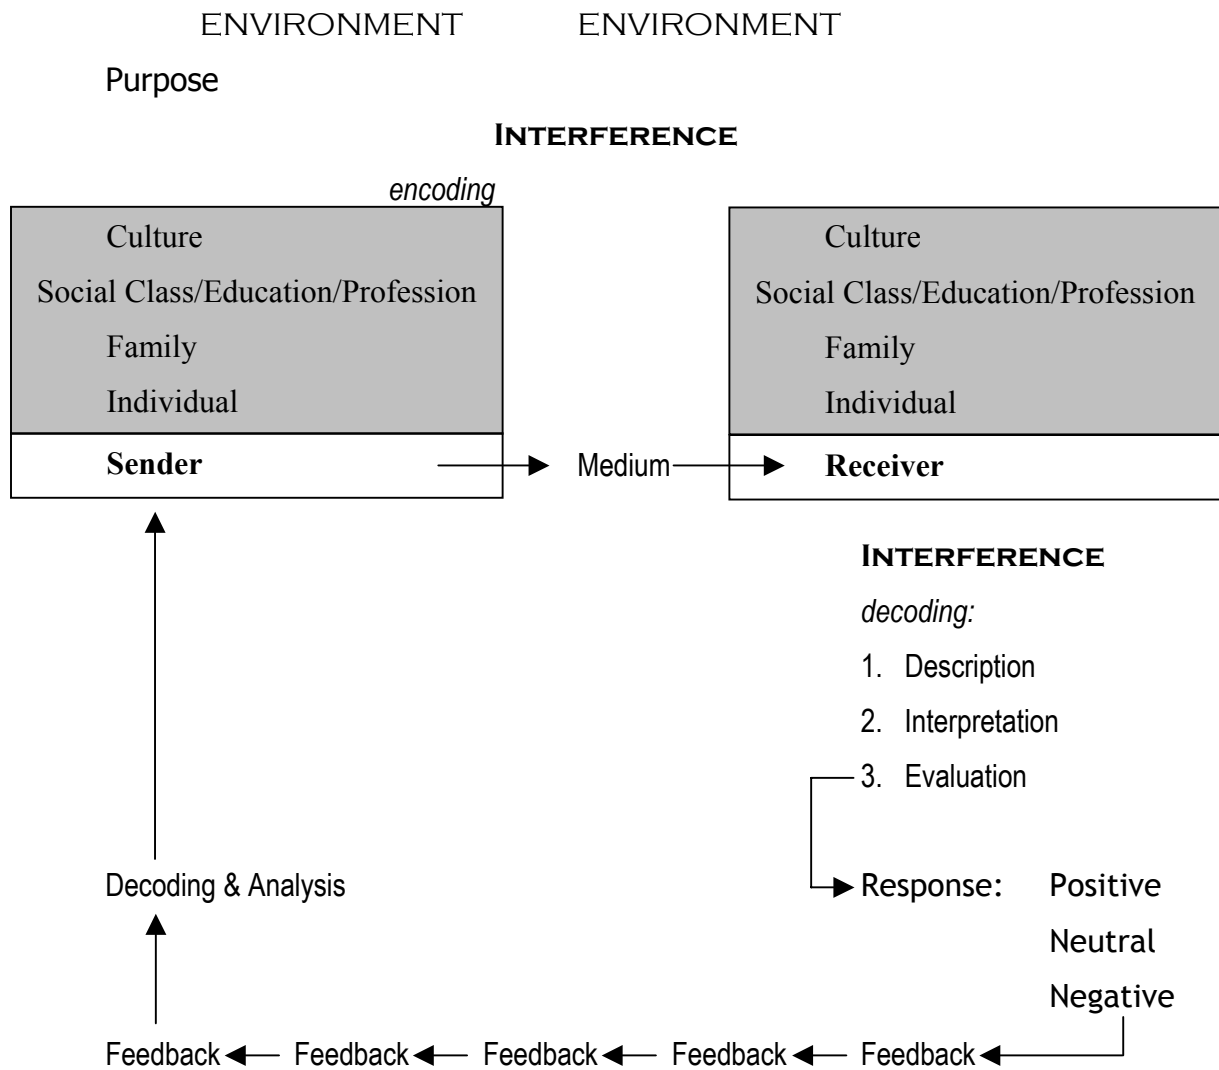 ENVIRONMENT ENVIRONMENT
Purpose
INTERFERENCE
encoding
Culture
Social Class/Education/Profession
Family
Individual
Sender
Medium
Culture
Social Class/Education/Profession
Family
Individual
Receiver
INTERFERENCE
decoding:
1. Description
2. Interpretation
3. Evaluation
Decoding & Analysis
Response: Positive
Neutral
Negative
Feedback Feedback Feedback Feedback Feedback